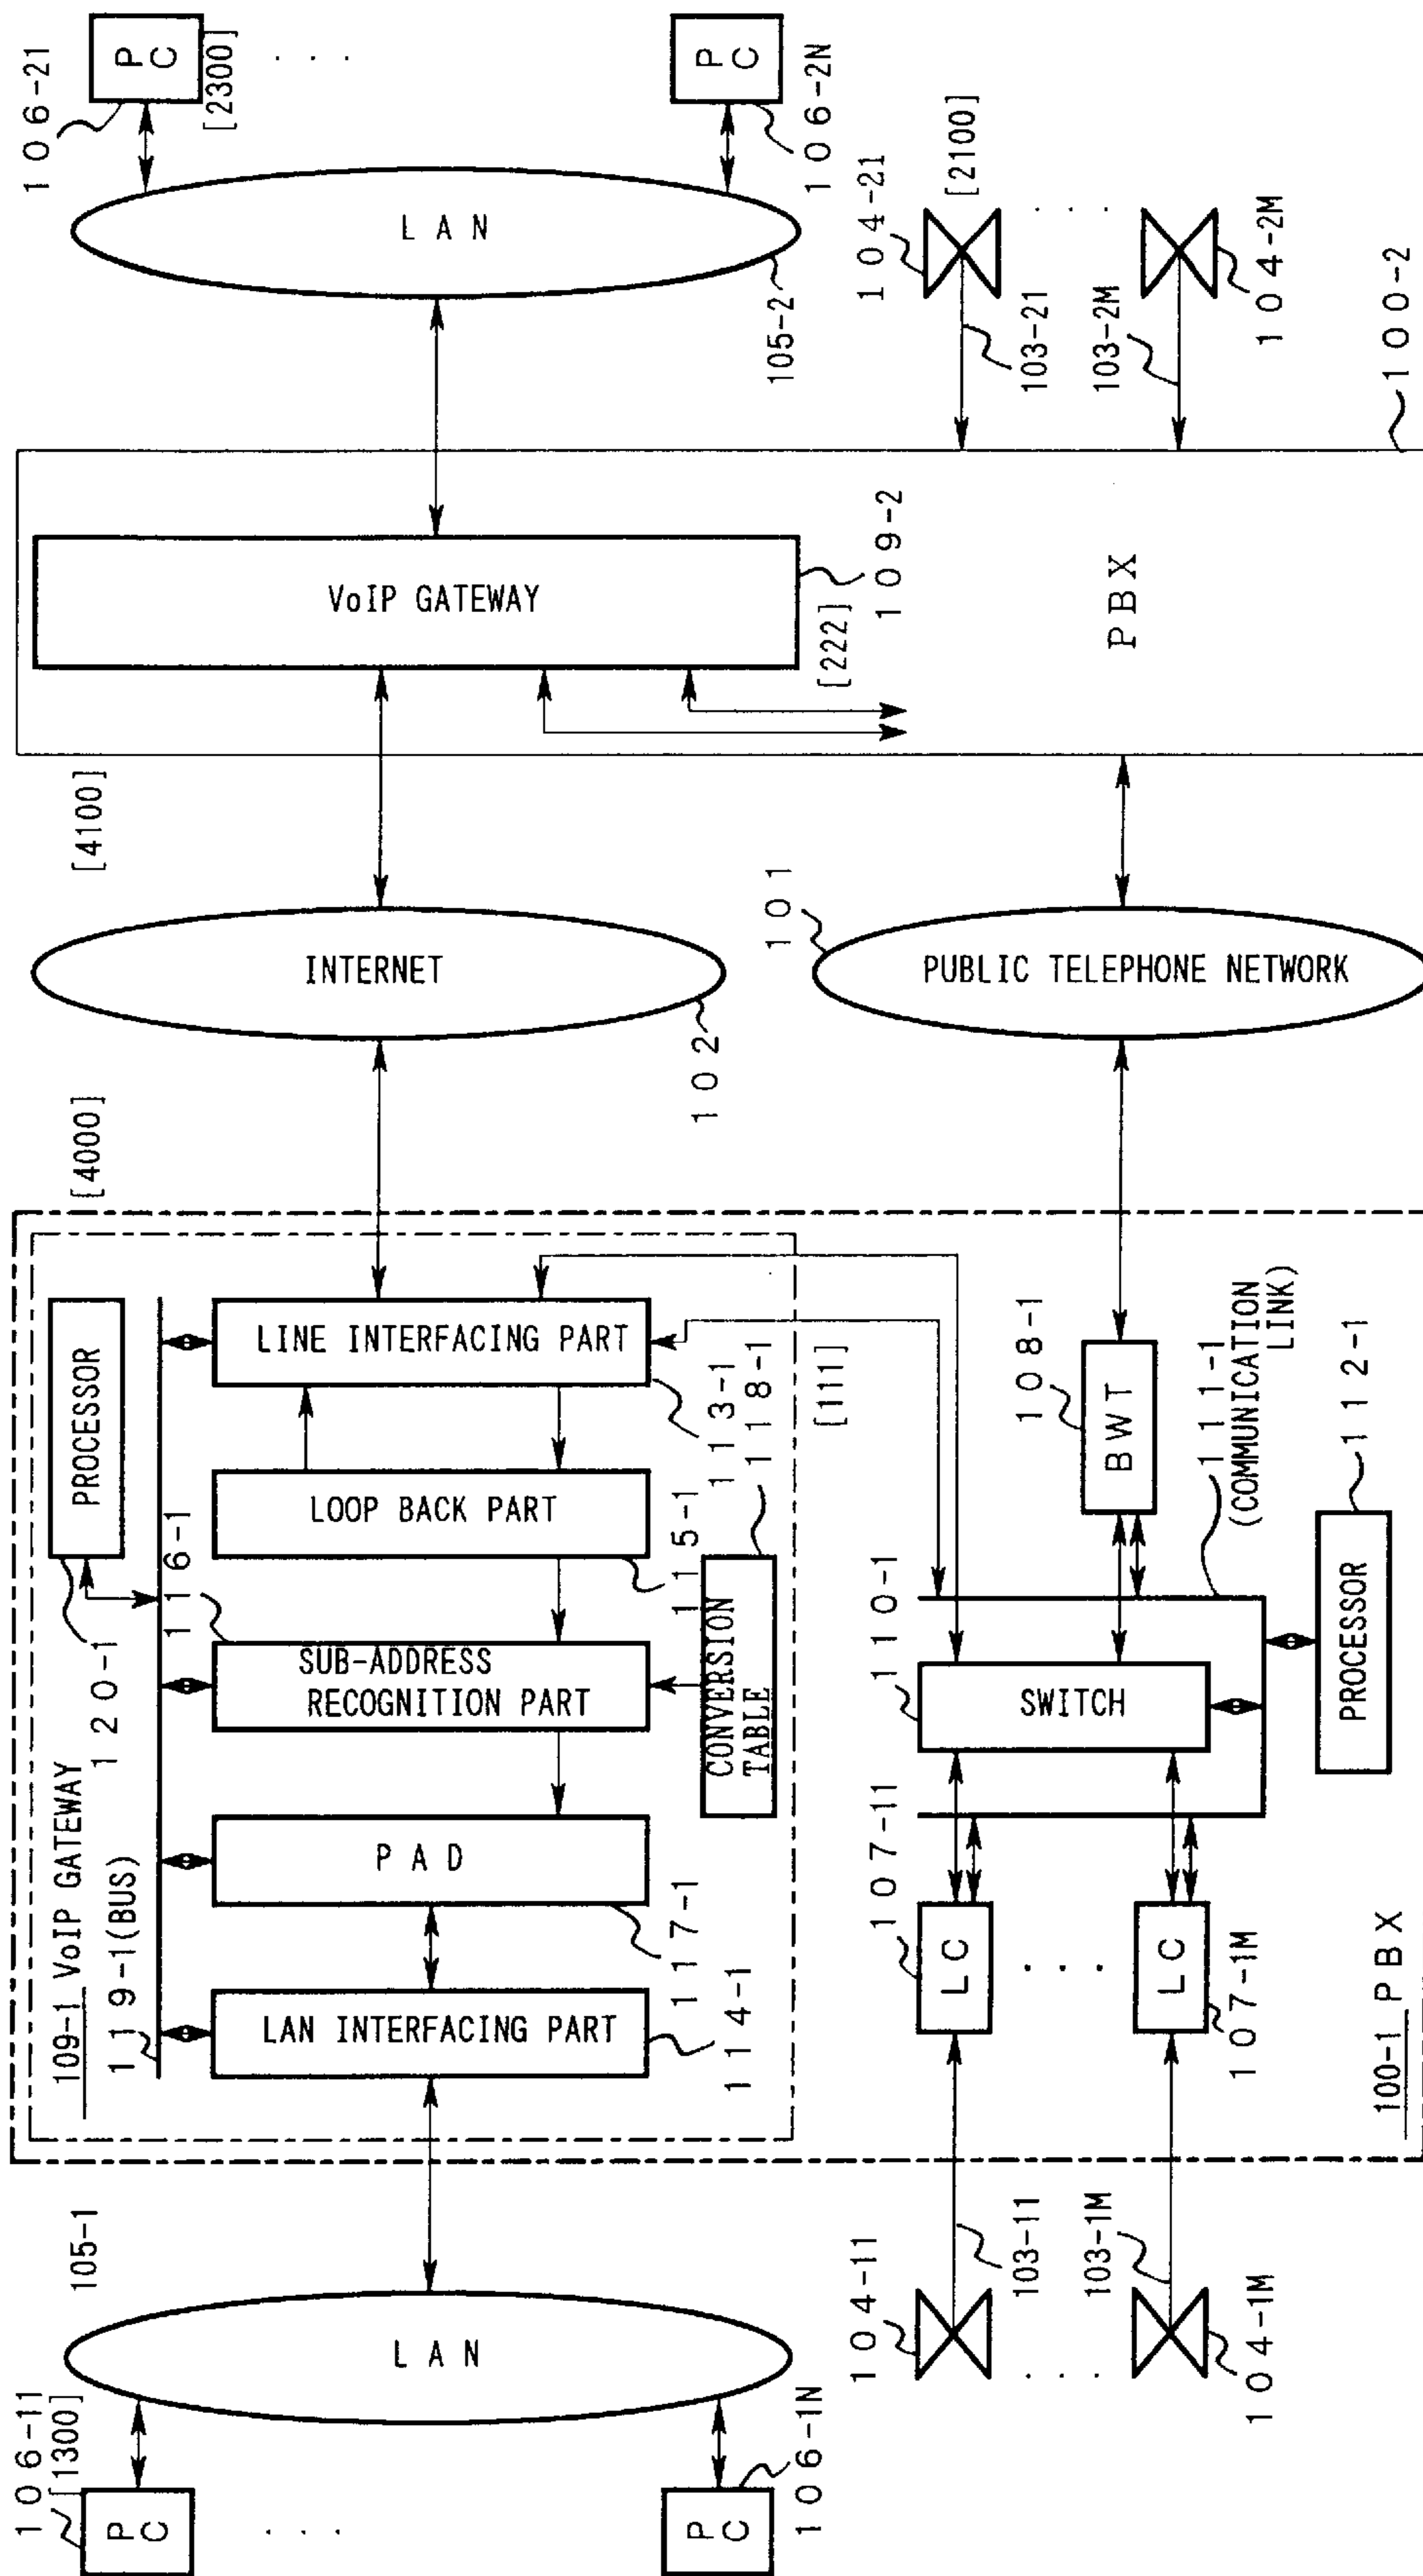 106-11
[1300]
PC
. . .
PC
106-1N
105-1
LAN
104-11
103-11
. . .
103-1M
104-1M
109-1 VoIP GATEWAY
119-1(BUS)
120-1
PROCESSOR
116-1
LAN INTERFACING PART
114-1
PAD
117-1
SUB-ADDRESS
RECOGNITION PART
CONVERSION
TABLE
LOOP BACK PART
115-1
LINE INTERFACING PART
113-1
118-1
[111]
107-11
LC
. . .
LC
107-1M
110-1
SWITCH
108-1
BWT
111-1
(COMMUNICATION
LINK)
PROCESSOR
112-1
100-1 PBX
[4000]
INTERNET
102
[4100]
101
PUBLIC TELEPHONE NETWORK
VoIP GATEWAY
[222]
109-2
PBX
100-2
LAN
105-2
106-21
PC
[2300]
. . .
PC
106-2N
104-21
[2100]
103-21
. . .
103-2M
104-2M